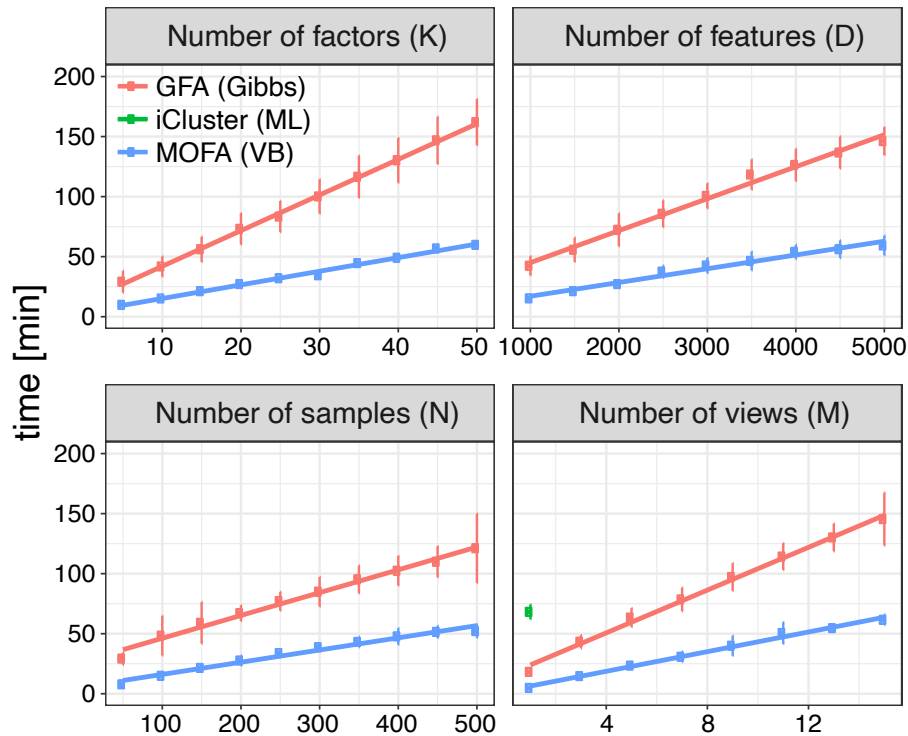 Number of factors (K)
Number of features (D)
200
150
100
50
0
GFA (Gibbs)
iCluster (ML)
MOFA (VB)
10 20 30 40 50
1000 2000 3000 4000 5000
time [min]
Number of samples (N)
Number of views (M)
200
150
100
50
0
100 200 300 400 500
4 8 12